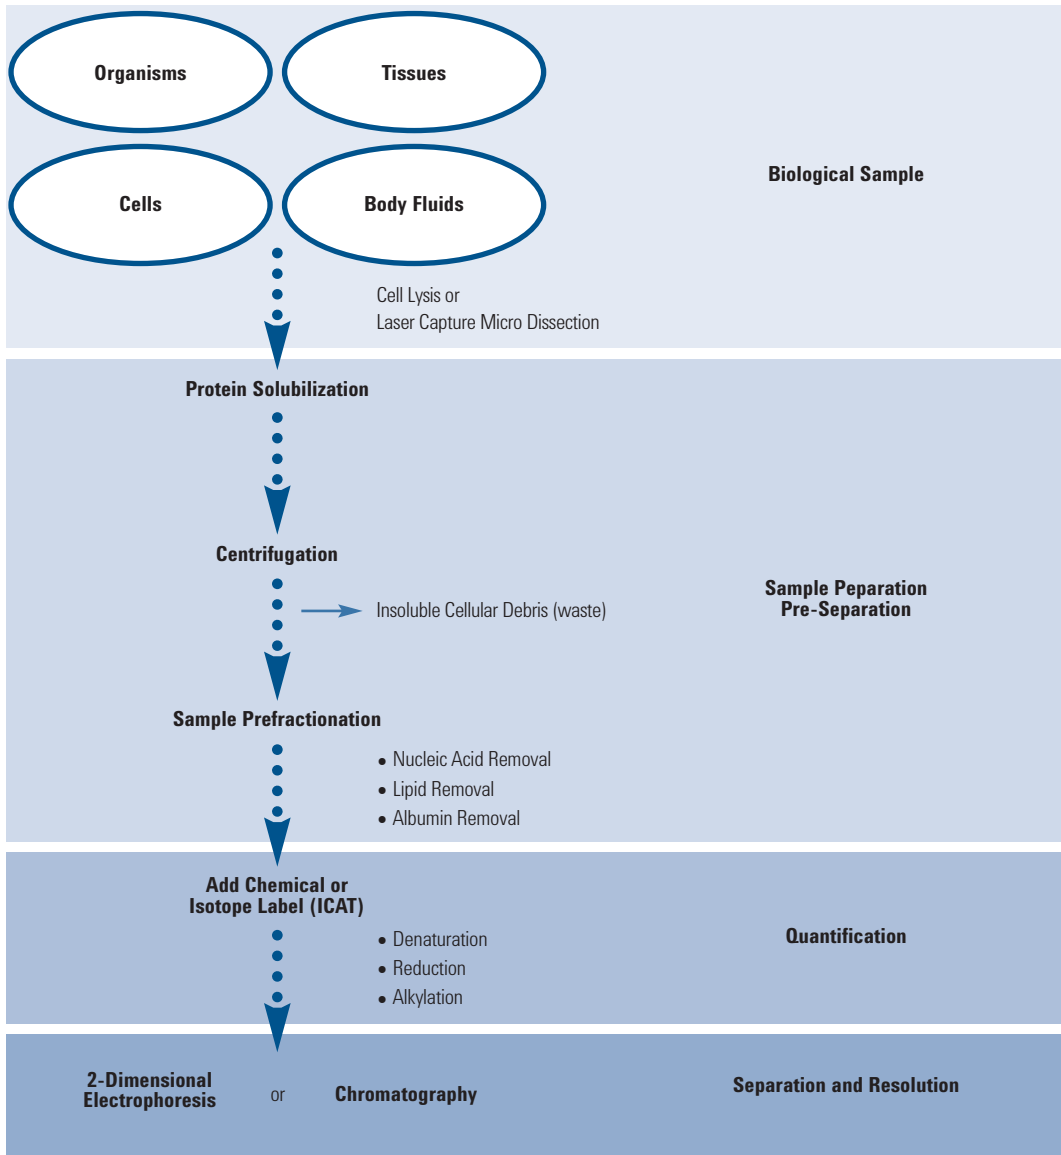 Organisms
Tissues
Cells
Body Fluids
Biological Sample
Cell Lysis or
Laser Capture Micro Dissection
Protein Solubilization
Centrifugation
Insoluble Cellular Debris (waste)
Sample Peparation
Pre-Separation
Sample Prefractionation
• Nucleic Acid Removal
• Lipid Removal
• Albumin Removal
Add Chemical or
Isotope Label (ICAT)
• Denaturation
• Reduction
• Alkylation
Quantification
2-Dimensional
Electrophoresis
or
Chromatography
Separation and Resolution